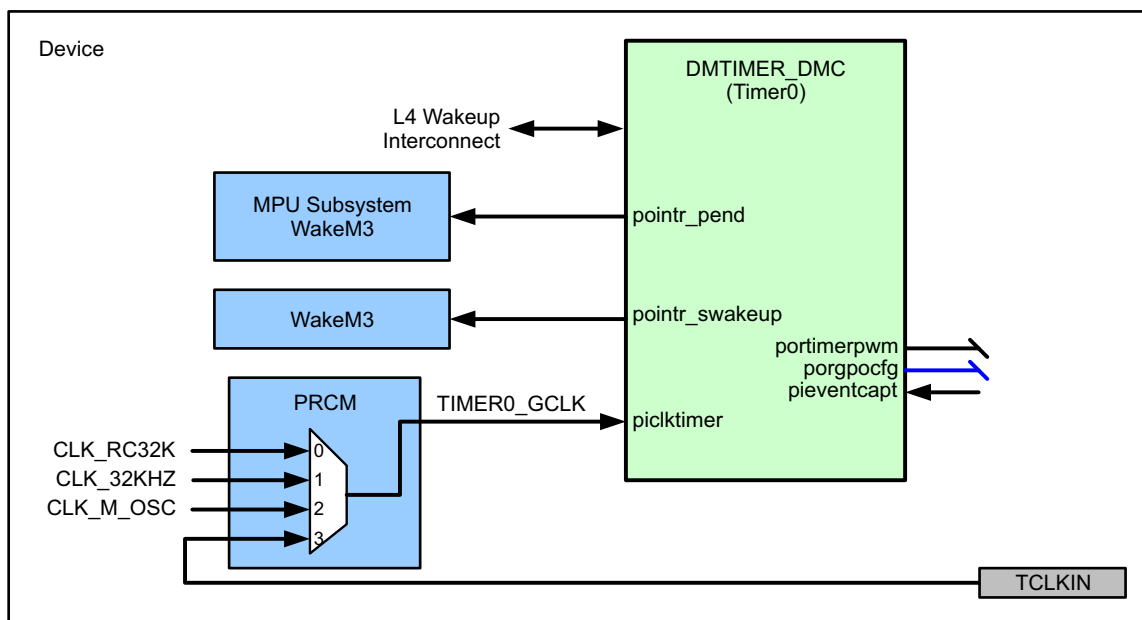 Device
DMTIMER_DMC
(Timer0)
L4 Wakeup
Interconnect
MPU Subsystem
WakeM3
pointr_pend
WakeM3
pointr_swakeup
portimerpwm
porgpocfg
pieventcapt
PRCM
TIMER0_GCLK
piclktimer
CLK_RC32K
0
CLK_32KHZ
1
CLK_M_OSC
2
3
TCLKIN